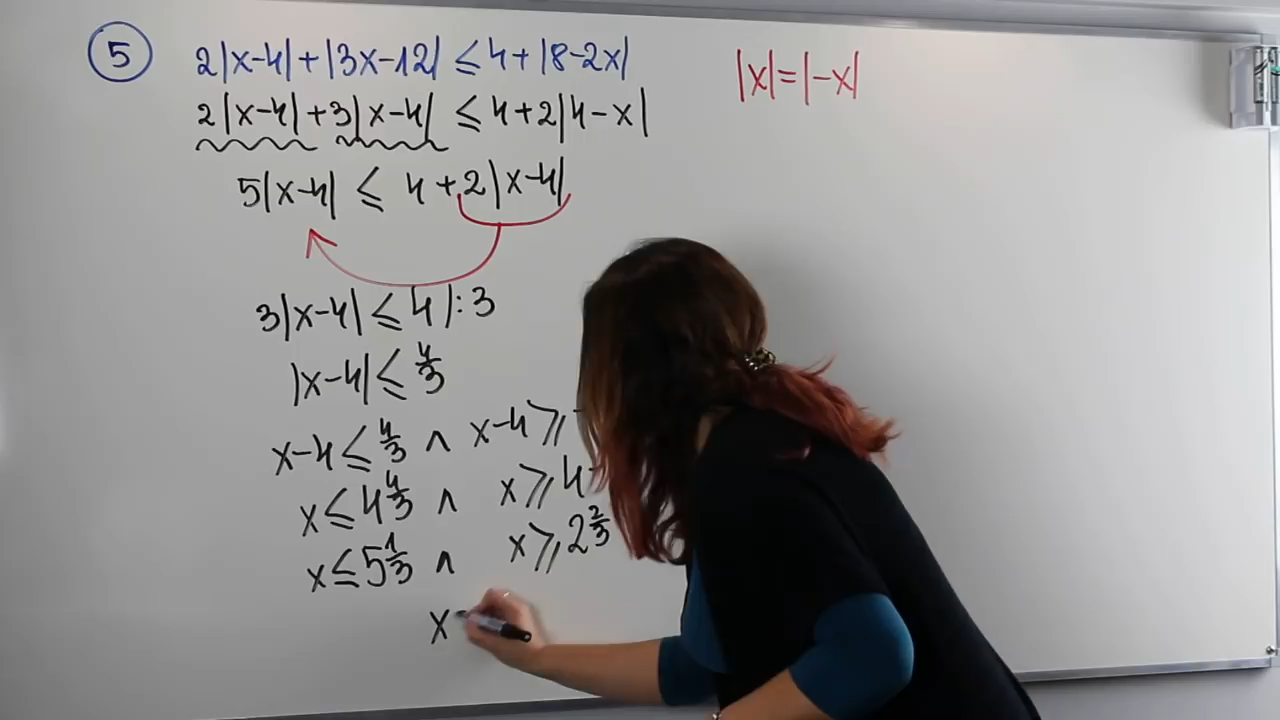 5 2|x-4|+|3x-12| ≤ 4+|8-2x| |x|=|-x|
2|x-4|+3|x-4| ≤ 4+2|4-x|
5|x-4| ≤ 4+2|x-4|
3|x-4| ≤ 4 |:3
|x-4| ≤ 4/3
x-4 ≤ 4/3 ∧ x-4 ≥ -
x ≤ 4 4/3 ∧ x ≥ 4 -
x ≤ 5 1/3 ∧ x ≥ 2 2/3
x